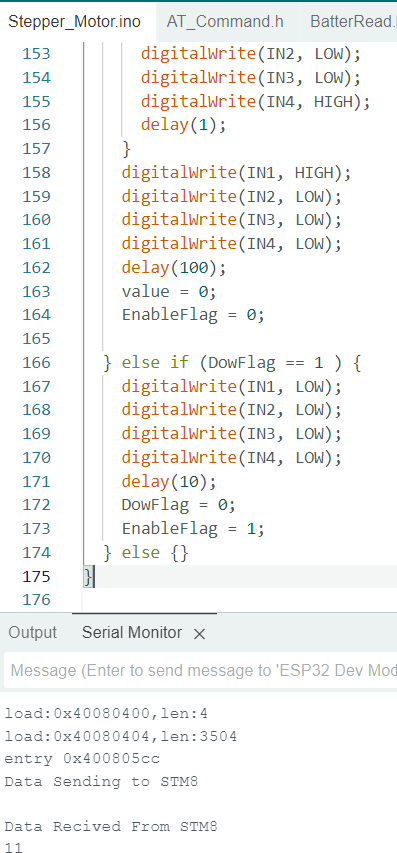 Stepper_Motor.ino AT_Command.h BatterRead.
153 digitalWrite(IN2, LOW);
154 digitalWrite(IN3, LOW);
155 digitalWrite(IN4, HIGH);
156 delay(1);
157 }
158 digitalWrite(IN1, HIGH);
159 digitalWrite(IN2, LOW);
160 digitalWrite(IN3, LOW);
161 digitalWrite(IN4, LOW);
162 delay(100);
163 value = 0;
164 EnableFlag = 0;
165
166 } else if (DowFlag == 1 ) {
167 digitalWrite(IN1, LOW);
168 digitalWrite(IN2, LOW);
169 digitalWrite(IN3, LOW);
170 digitalWrite(IN4, LOW);
171 delay(10);
172 DowFlag = 0;
173 EnableFlag = 1;
174 } else {}
175 }
176
Output Serial Monitor ×
Message (Enter to send message to 'ESP32 Dev Mod
load:0x40080400,len:4
load:0x40080404,len:3504
entry 0x400805cc
Data Sending to STM8
Data Recived From STM8
11